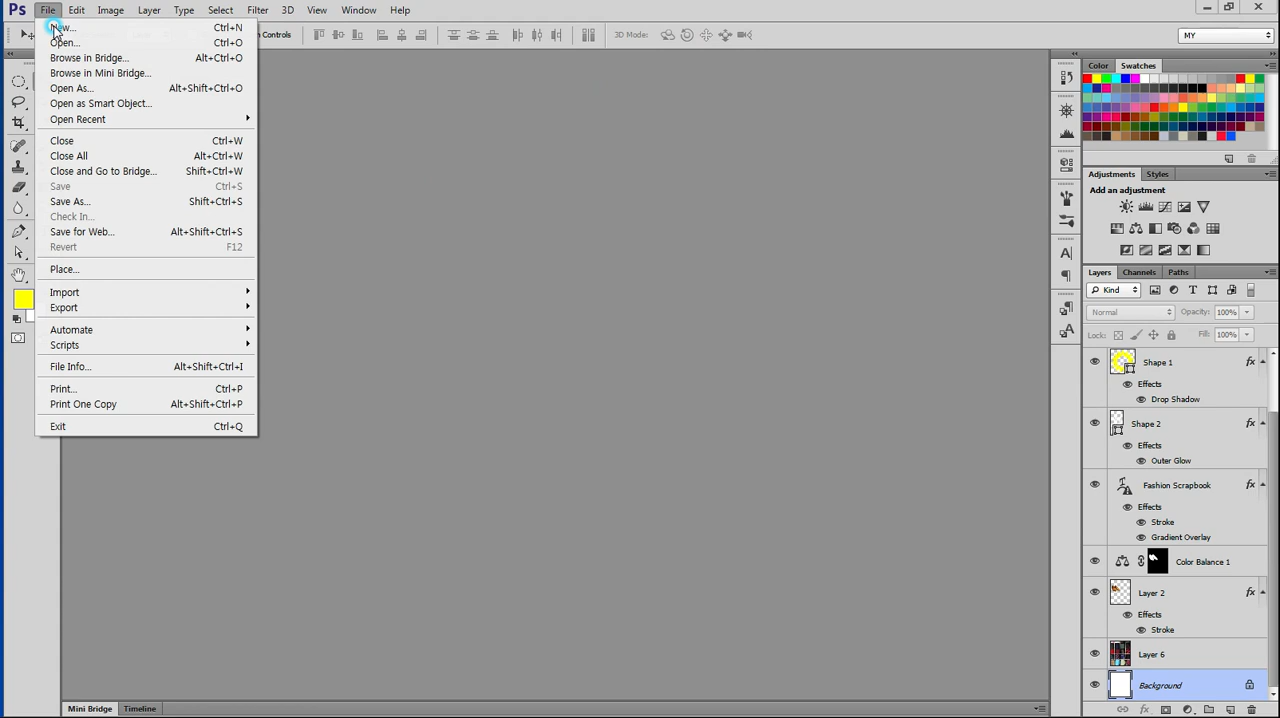 Ps File Edit Image Layer Type Select Filter 3D View Window Help
Controls 3D Mode: MY
New... Ctrl+N
Open... Ctrl+O
Browse in Bridge... Alt+Ctrl+O
Browse in Mini Bridge...
Open As... Alt+Shift+Ctrl+O
Open as Smart Object...
Open Recent
Close Ctrl+W
Close All Alt+Ctrl+W
Close and Go to Bridge... Shift+Ctrl+W
Save Ctrl+S
Save As... Shift+Ctrl+S
Check In...
Save for Web... Alt+Shift+Ctrl+S
Revert F12
Place...
Import
Export
Automate
Scripts
File Info... Alt+Shift+Ctrl+I
Print... Ctrl+P
Print One Copy Alt+Shift+Ctrl+P
Exit Ctrl+Q
Color Swatches
Adjustments Styles
Add an adjustment
Layers Channels Paths
Kind
Normal Opacity: 100%
Lock: Fill: 100%
Shape 1 fx
Effects
Drop Shadow
Shape 2 fx
Effects
Outer Glow
Fashion Scrapbook fx
Effects
Stroke
Gradient Overlay
Color Balance 1
Layer 2 fx
Effects
Stroke
Layer 6
Background
fx
Mini Bridge Timeline